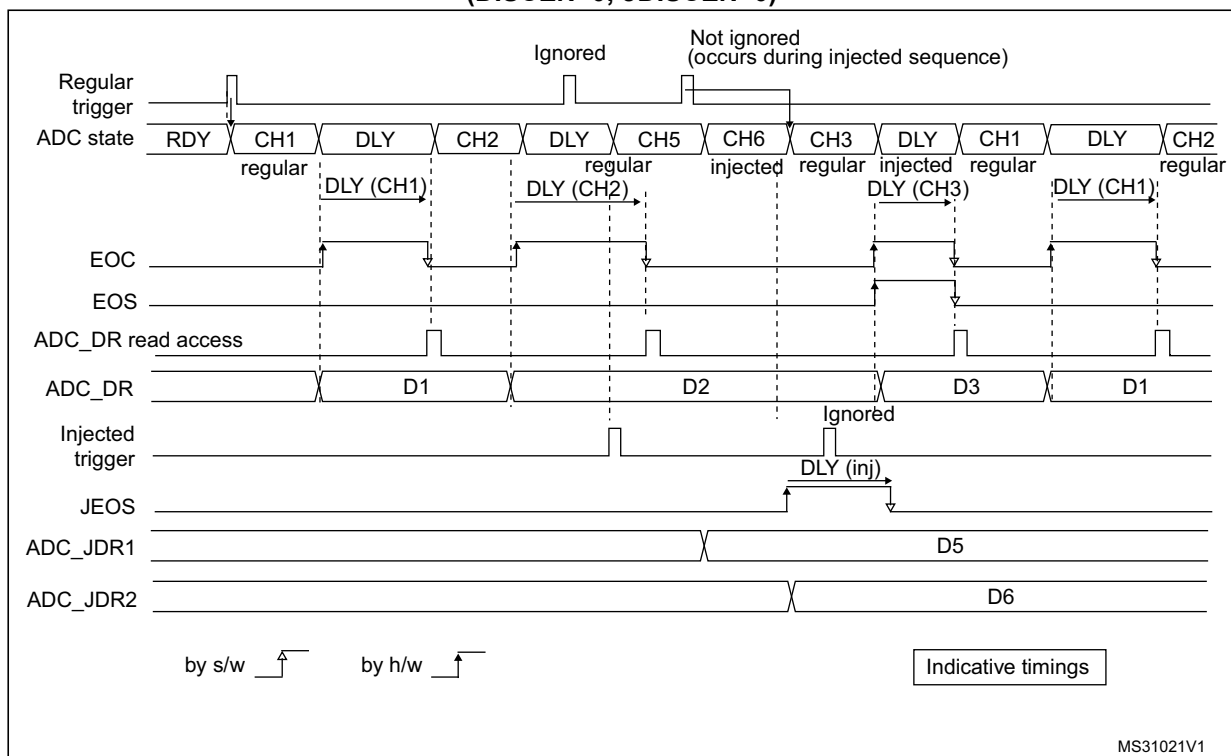 Regular trigger
Ignored
Not ignored
(occurs during injected sequence)
ADC state
RDY CH1 DLY CH2 DLY CH5 CH6 CH3 DLY CH1 DLY CH2
regular regular injected regular injected regular regular
DLY (CH1) DLY (CH2) DLY (CH3) DLY (CH1)
EOC
EOS
ADC_DR read access
ADC_DR D1 D2 D3 D1
Ignored
Injected
trigger
DLY (inj)
JEOS
ADC_JDR1 D5
ADC_JDR2 D6
by s/w by h/w Indicative timings
MS31021V1